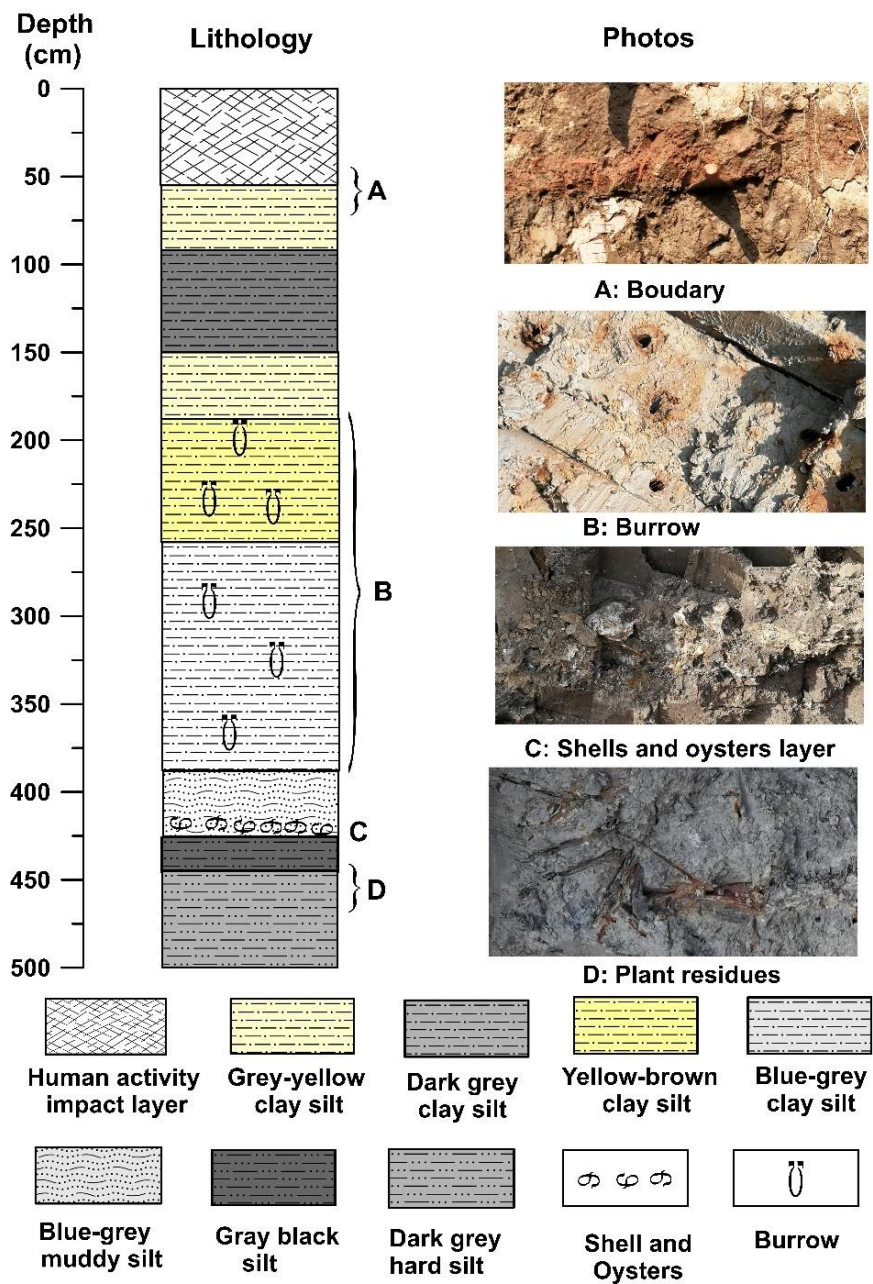 Depth
(cm)
Lithology
Photos
0
50
100
150
200
250
300
350
400
450
500
A
B
C
D
A: Boudary
B: Burrow
C: Shells and oysters layer
D: Plant residues
Human activity
impact layer
Grey-yellow
clay silt
Dark grey
clay silt
Yellow-brown
clay silt
Blue-grey
clay silt
Blue-grey
muddy silt
Gray black
silt
Dark grey
hard silt
Shell and
Oysters
Burrow